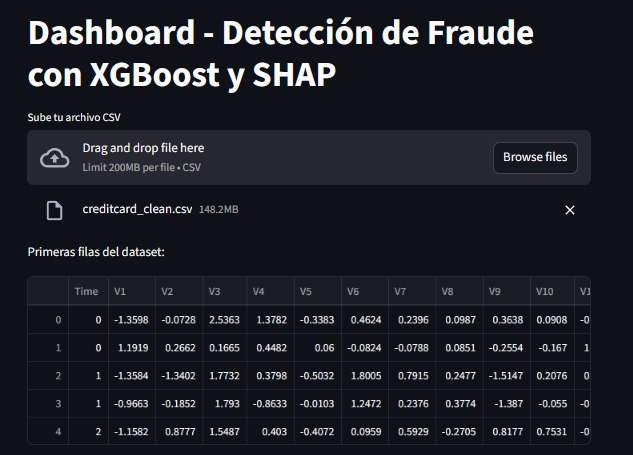 Dashboard - Detección de Fraude
con XGBoost y SHAP
Sube tu archivo CSV
Drag and drop file here
Limit 200MB per file • CSV
Browse files
creditcard_clean.csv 148.2MB
Primeras filas del dataset:
Time V1 V2 V3 V4 V5 V6 V7 V8 V9 V10
0 0 -1.3598 -0.0728 2.5363 1.3782 -0.3383 0.4624 0.2396 0.0987 0.3638 0.0908
1 0 1.1919 0.2662 0.1665 0.4482 0.06 -0.0824 -0.0788 0.0851 -0.2554 -0.167
2 1 -1.3584 -1.3402 1.7732 0.3798 -0.5032 1.8005 0.7915 0.2477 -1.5147 0.2076
3 1 -0.9663 -0.1852 1.793 -0.8633 -0.0103 1.2472 0.2376 0.3774 -1.387 -0.055
4 2 -1.1582 0.8777 1.5487 0.403 -0.4072 0.0959 0.5929 -0.2705 0.8177 0.7531